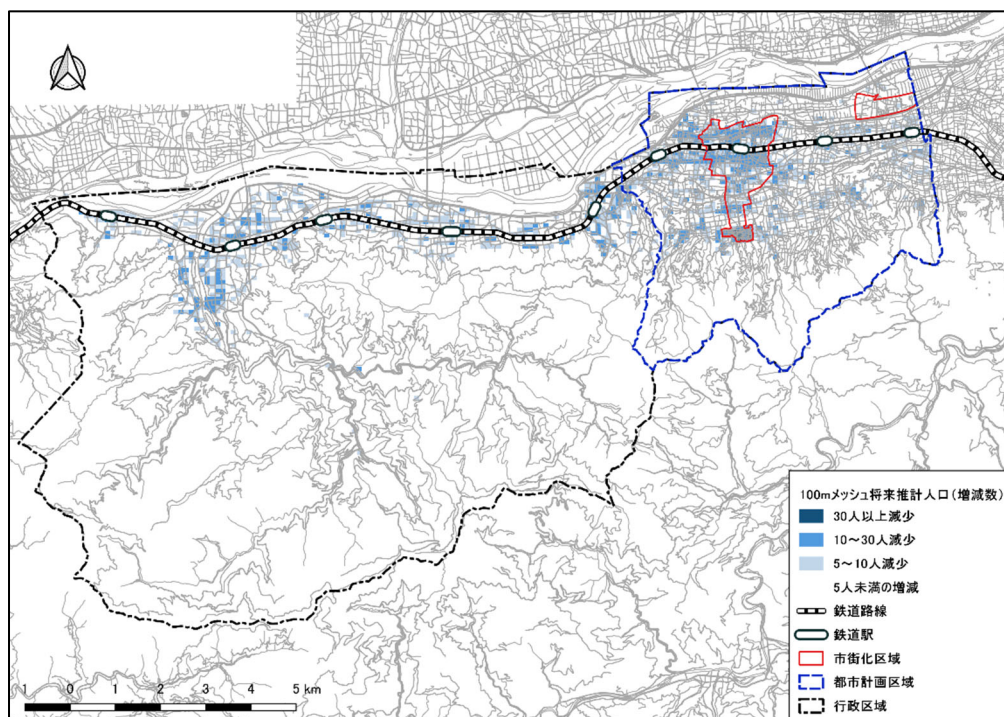 100mメッシュ将来推計人口(増減数)
30人以上減少
10～30人減少
5～10人減少
5人未満の増減
鉄道路線
鉄道駅
市街化区域
都市計画区域
行政区域
1 0 1 2 3 4 5 km